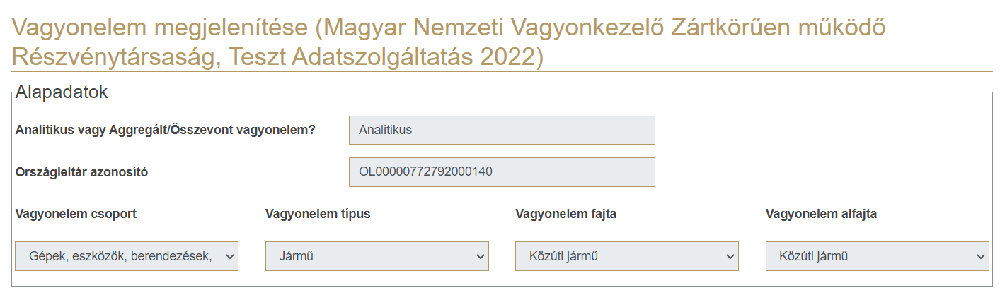 Vagyonelem megjelenítése (Magyar Nemzeti Vagyonkezelő Zártkörűen működő
Részvénytársaság, Teszt Adatszolgáltatás 2022)
Alapadatok
Analitikus vagy Aggregált/Összevont vagyonelem? Analitikus
Országleltár azonosító OL00000772792000140
Vagyonelem csoport Vagyonelem típus Vagyonelem fajta Vagyonelem alfajta
Gépek, eszközök, berendezések, Jármű Közúti jármű Közúti jármű